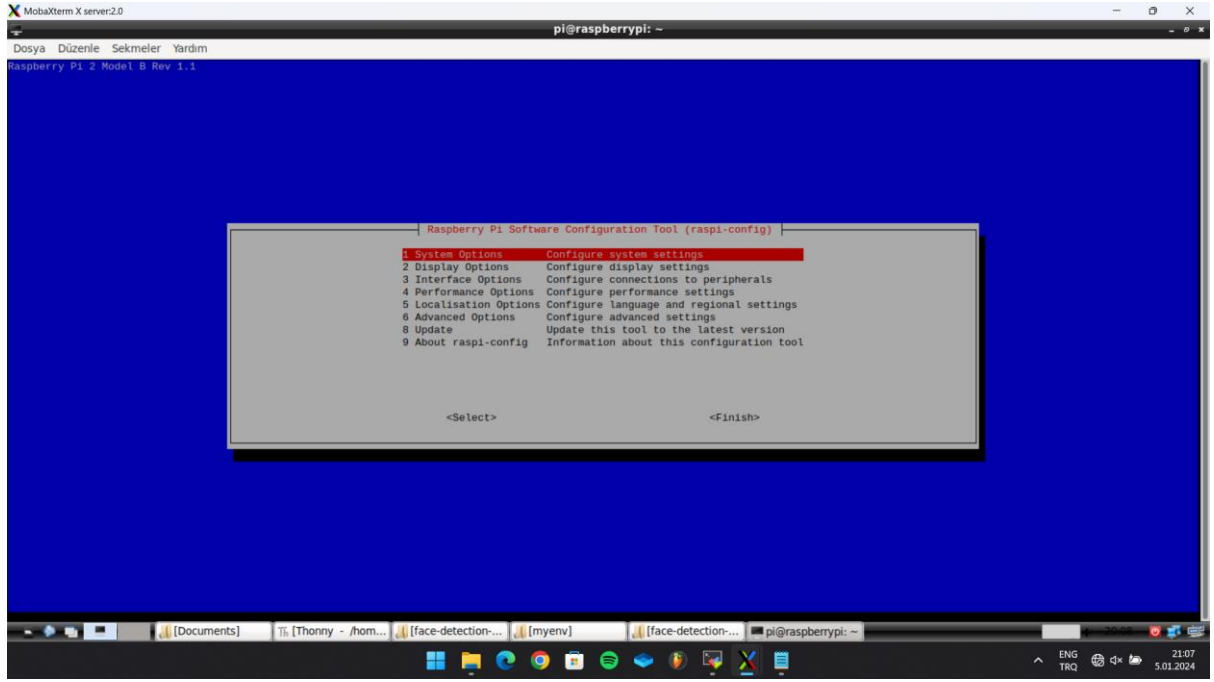 MobaXterm X server:2.0
pi@raspberrypi: ~
Dosya Düzenle Sekmeler Yardım
Raspberry Pi 2 Model B Rev 1.1
Raspberry Pi Software Configuration Tool (raspi-config)
1 System Options Configure system settings
2 Display Options Configure display settings
3 Interface Options Configure connections to peripherals
4 Performance Options Configure performance settings
5 Localisation Options Configure language and regional settings
6 Advanced Options Configure advanced settings
8 Update Update this tool to the latest version
9 About raspi-config Information about this configuration tool
<Select> <Finish>
[Documents] Th [Thonny - /hom... [face-detection-... [myenv] [face-detection-... pi@raspberrypi: ~
ENG 21:07
TRQ 5.01.2024